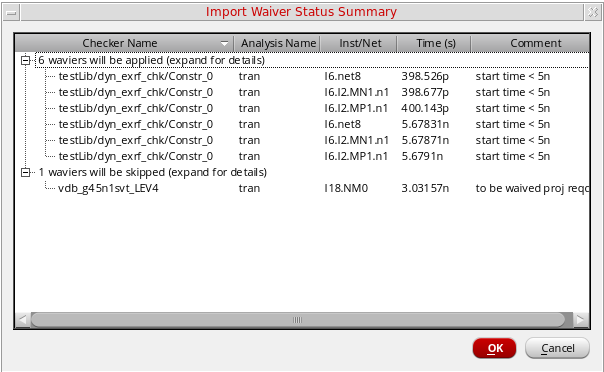 Import Waiver Status Summary
Checker Name Analysis Name Inst/Net Time (s) Comment
6 waviers will be applied (expand for details)
testLib/dyn_exrf_chk/Constr_0 tran I6.net8 398.526p start time < 5n
testLib/dyn_exrf_chk/Constr_0 tran I6.I2.MN1.n1 398.677p start time < 5n
testLib/dyn_exrf_chk/Constr_0 tran I6.I2.MP1.n1 400.143p start time < 5n
testLib/dyn_exrf_chk/Constr_0 tran I6.net8 5.67831n start time < 5n
testLib/dyn_exrf_chk/Constr_0 tran I6.I2.MN1.n1 5.67871n start time < 5n
testLib/dyn_exrf_chk/Constr_0 tran I6.I2.MP1.n1 5.6791n start time < 5n
1 waviers will be skipped (expand for details)
vdb_g45n1svt_LEV4 tran I18.NM0 3.03157n to be waived proj
OK Cancel